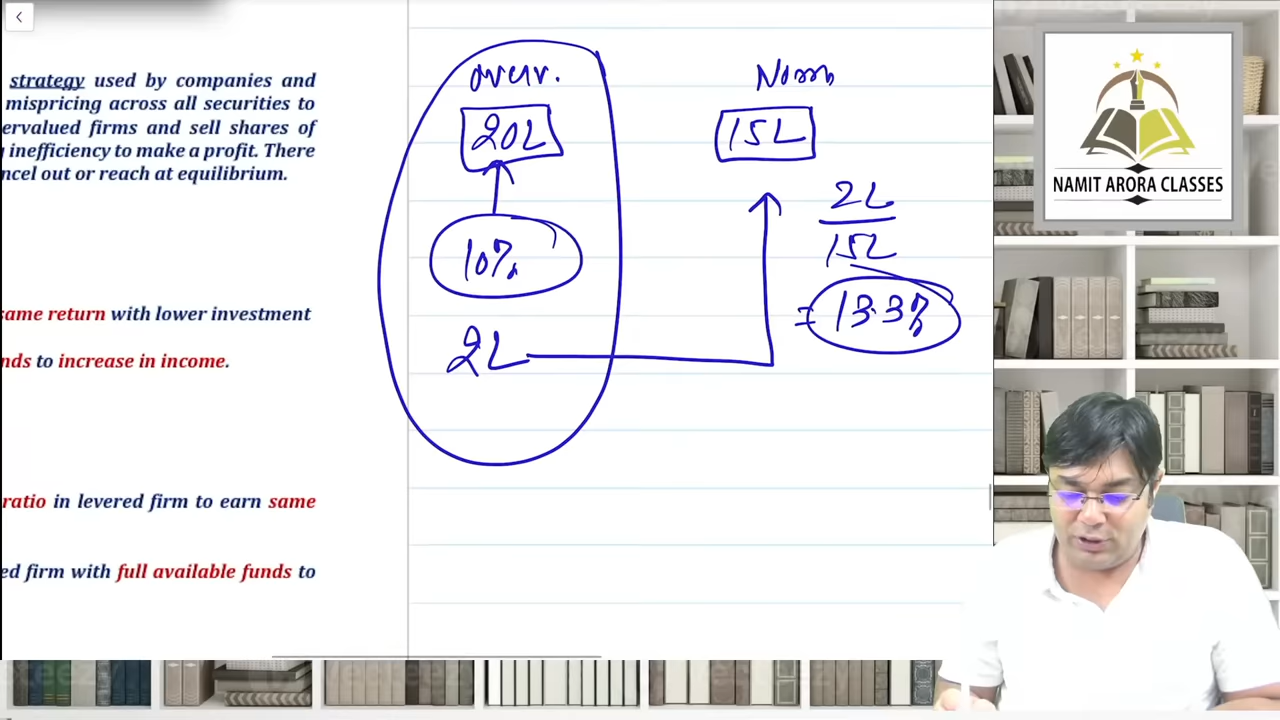 strategy used by companies and
mispricing across all securities to
ervalued firms and sell shares of
inefficiency to make a profit. There
ncel out or reach at equilibrium.
same return with lower investment
nds to increase in income.
ratio in levered firm to earn same
ed firm with full available funds to
20L
10%
2L
15L
2L
15L
= 13.3%
NAMIT ARORA CLASSES